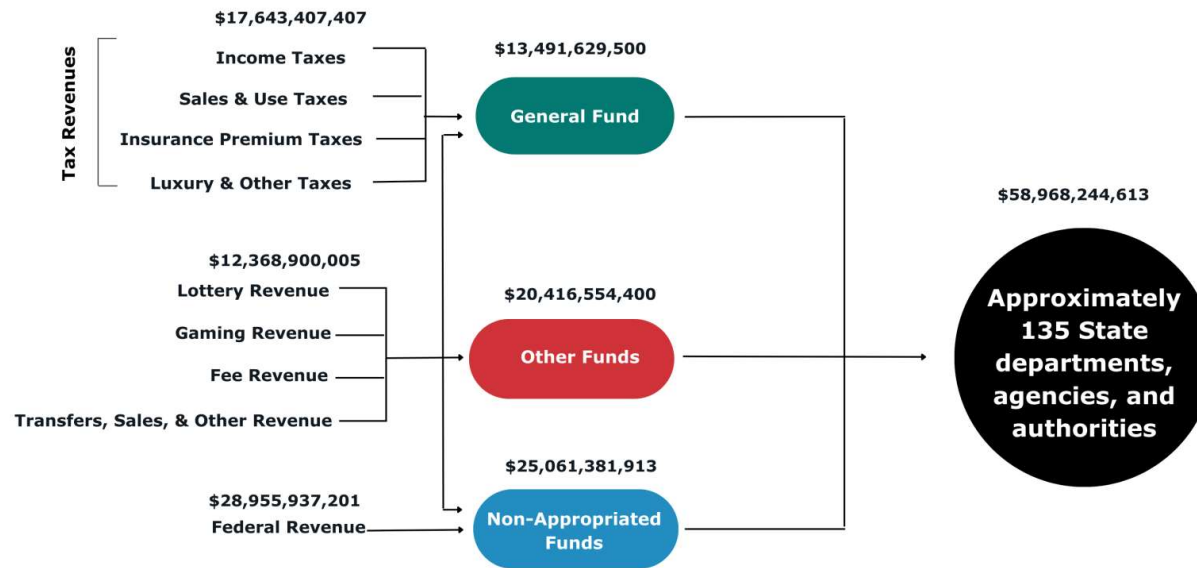 $17,643,407,407
Tax Revenues
Income Taxes
Sales & Use Taxes
Insurance Premium Taxes
Luxury & Other Taxes
$13,491,629,500
General Fund
$12,368,900,005
Lottery Revenue
Gaming Revenue
Fee Revenue
Transfers, Sales, & Other Revenue
$20,416,554,400
Other Funds
$28,955,937,201
Federal Revenue
$25,061,381,913
Non-Appropriated
Funds
$58,968,244,613
Approximately
135 State
departments,
agencies, and
authorities